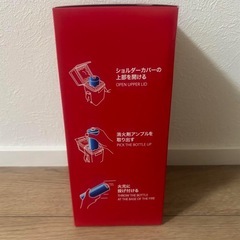 ショルダーカバーの
上部を開ける
OPEN UPPER LID
消火剤アンプルを
取り出す
PICK THE BOTTLE UP
火元に
投げ付ける
THROW THE BOTTLE
AT THE BASE OF THE FIRE